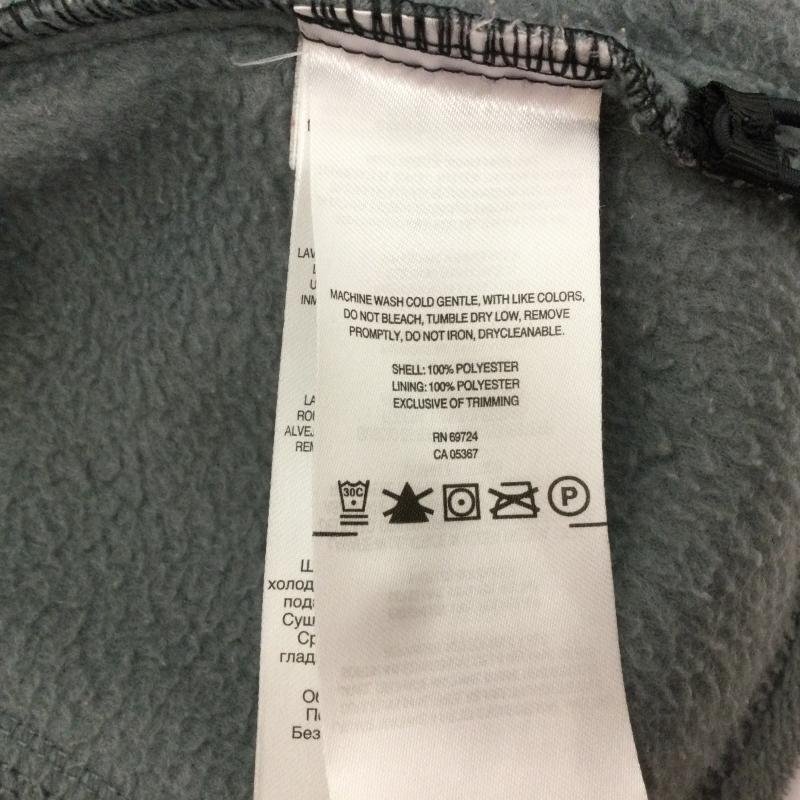 MACHINE WASH COLD GENTLE, WITH LIKE COLORS,
DO NOT BLEACH, TUMBLE DRY LOW, REMOVE
PROMPTLY, DO NOT IRON, DRYCLEANABLE.
SHELL: 100% POLYESTER
LINING: 100% POLYESTER
EXCLUSIVE OF TRIMMING
RN 69724
CA 05367
30C P